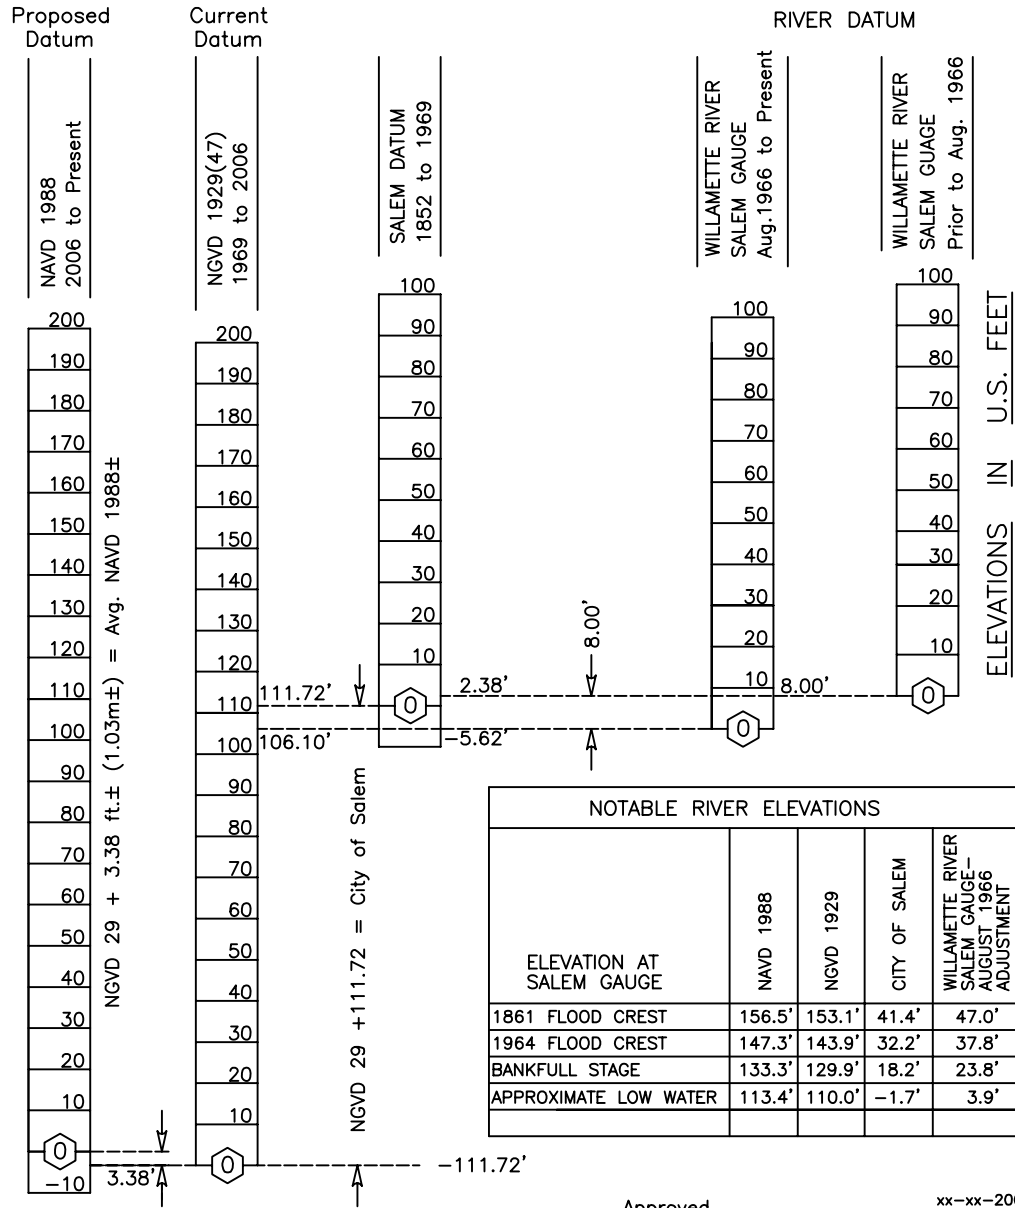 Proposed
Datum
Current
Datum
RIVER DATUM
NAVD 1988
2006 to Present
NGVD 1929(47)
1969 to 2006
SALEM DATUM
1852 to 1969
WILLAMETTE RIVER
SALEM GAUGE
Aug.1966 to Present
WILLAMETTE RIVER
SALEM GUAGE
Prior to Aug. 1966
200
190
180
170
160
150
140
130
120
110
100
90
80
70
60
50
40
30
20
10
0
-10
NGVD 29 + 3.38 ft.± (1.03m±) = Avg. NAVD 1988±
3.38'
200
190
180
170
160
150
140
130
120
110
100
90
80
70
60
50
40
30
20
10
0
111.72'
106.10'
NGVD 29 +111.72 = City of Salem
-111.72'
100
90
80
70
60
50
40
30
20
10
0
2.38'
-5.62'
8.00'
100
90
80
70
60
50
40
30
20
10
0
8.00'
100
90
80
70
60
50
40
30
20
10
0
ELEVATIONS IN U.S. FEET
NOTABLE RIVER ELEVATIONS
ELEVATION AT
SALEM GAUGE
NAVD 1988
NGVD 1929
CITY OF SALEM
WILLAMETTE RIVER
SALEM GAUGE-
AUGUST 1966
ADJUSTMENT
1861 FLOOD CREST 156.5' 153.1' 41.4' 47.0'
1964 FLOOD CREST 147.3' 143.9' 32.2' 37.8'
BANKFULL STAGE 133.3' 129.9' 18.2' 23.8'
APPROXIMATE LOW WATER 113.4' 110.0' -1.7' 3.9'
Approved